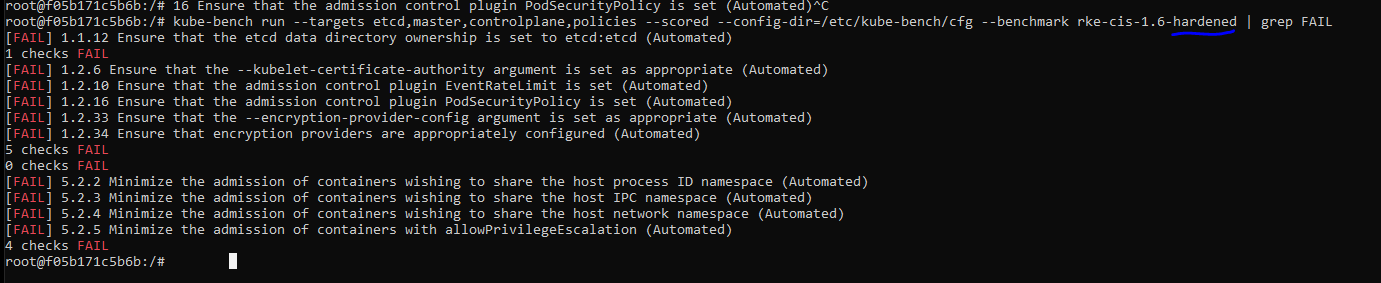 root@f05b171c5b6b:/# 16 Ensure that the admission control plugin PodSecurityPolicy is set (Automated)^C
root@f05b171c5b6b:/# kube-bench run --targets etcd,master,controlplane,policies --scored --config-dir=/etc/kube-bench/cfg --benchmark rke-cis-1.6-hardened | grep FAIL
[FAIL] 1.1.12 Ensure that the etcd data directory ownership is set to etcd:etcd (Automated)
1 checks FAIL
[FAIL] 1.2.6 Ensure that the --kubelet-certificate-authority argument is set as appropriate (Automated)
[FAIL] 1.2.10 Ensure that the admission control plugin EventRateLimit is set (Automated)
[FAIL] 1.2.16 Ensure that the admission control plugin PodSecurityPolicy is set (Automated)
[FAIL] 1.2.33 Ensure that the --encryption-provider-config argument is set as appropriate (Automated)
[FAIL] 1.2.34 Ensure that encryption providers are appropriately configured (Automated)
5 checks FAIL
0 checks FAIL
[FAIL] 5.2.2 Minimize the admission of containers wishing to share the host process ID namespace (Automated)
[FAIL] 5.2.3 Minimize the admission of containers wishing to share the host IPC namespace (Automated)
[FAIL] 5.2.4 Minimize the admission of containers wishing to share the host network namespace (Automated)
[FAIL] 5.2.5 Minimize the admission of containers with allowPrivilegeEscalation (Automated)
4 checks FAIL
root@f05b171c5b6b:/#